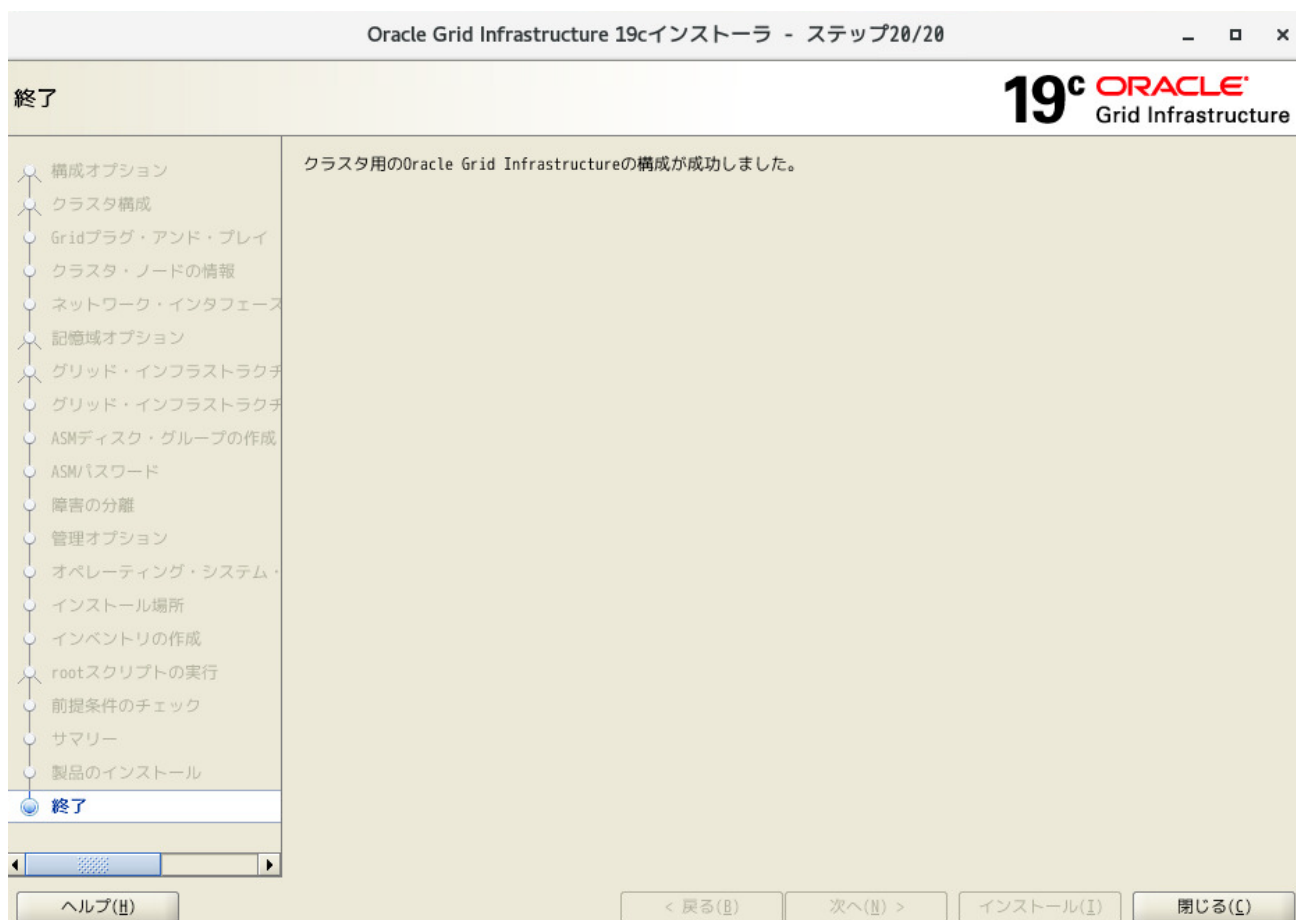 Oracle Grid Infrastructure 19cインストーラ - ステップ20/20
終了
19c ORACLE
Grid Infrastructure
構成オプション
クラスタ構成
Gridプラグ・アンド・プレイ
クラスタ・ノードの情報
ネットワーク・インタフェース
記憶域オプション
グリッド・インフラストラクチ
グリッド・インフラストラクチ
ASMディスク・グループの作成
ASMパスワード
障害の分離
管理オプション
オペレーティング・システム・
インストール場所
インベントリの作成
rootスクリプトの実行
前提条件のチェック
サマリー
製品のインストール
終了
クラスタ用のOracle Grid Infrastructureの構成が成功しました。
ヘルプ(H)
< 戻る(B)
次へ(N) >
インストール(I)
閉じる(C)